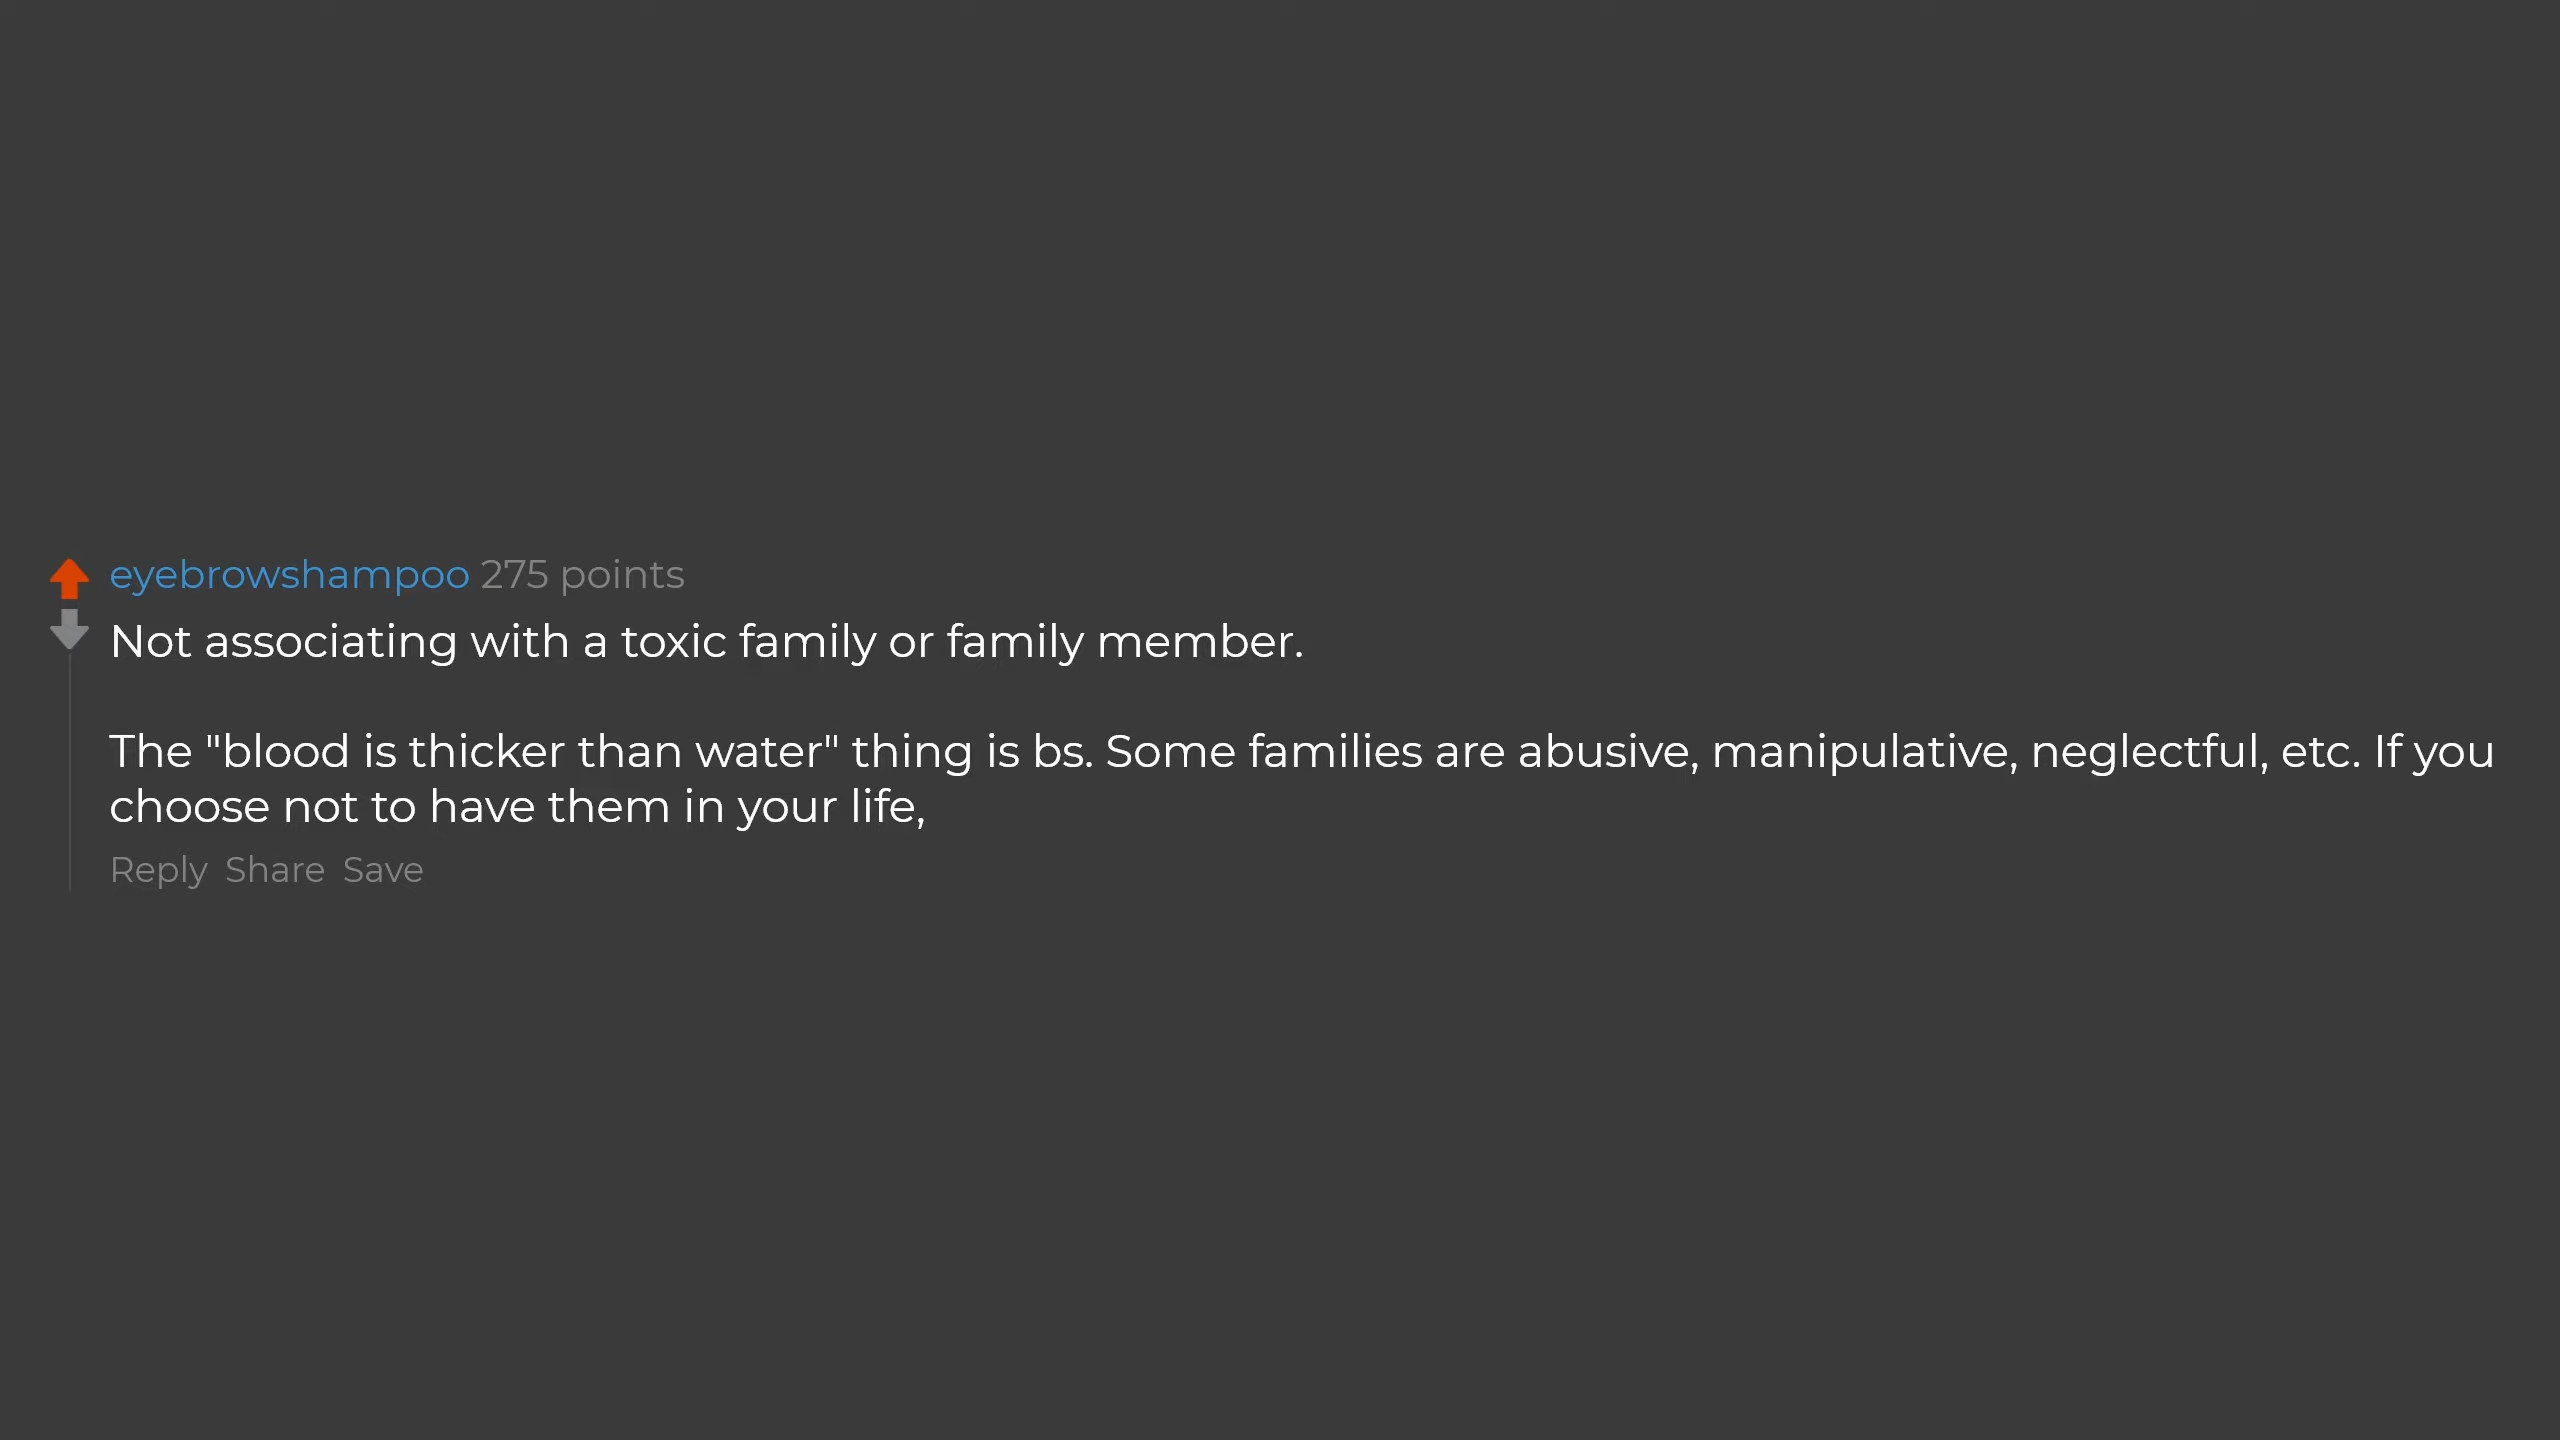 eyebrowshampoo 275 points
Not associating with a toxic family or family member.
The "blood is thicker than water" thing is bs. Some families are abusive, manipulative, neglectful, etc. If you
choose not to have them in your life,
Reply Share Save